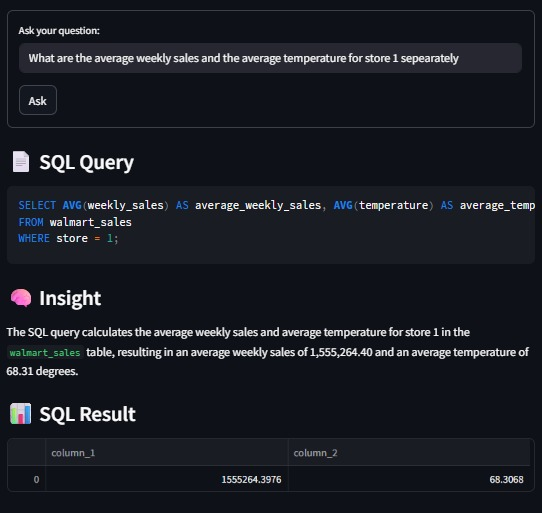 Ask your question:
What are the average weekly sales and the average temperature for store 1 sepearately
Ask
SQL Query
SELECT AVG(weekly_sales) AS average_weekly_sales, AVG(temperature) AS average_temp
FROM walmart_sales
WHERE store = 1;
Insight
The SQL query calculates the average weekly sales and average temperature for store 1 in the
walmart_sales table, resulting in an average weekly sales of 1,555,264.40 and an average temperature of
68.31 degrees.
SQL Result
column_1 column_2
0 1555264.3976 68.3068